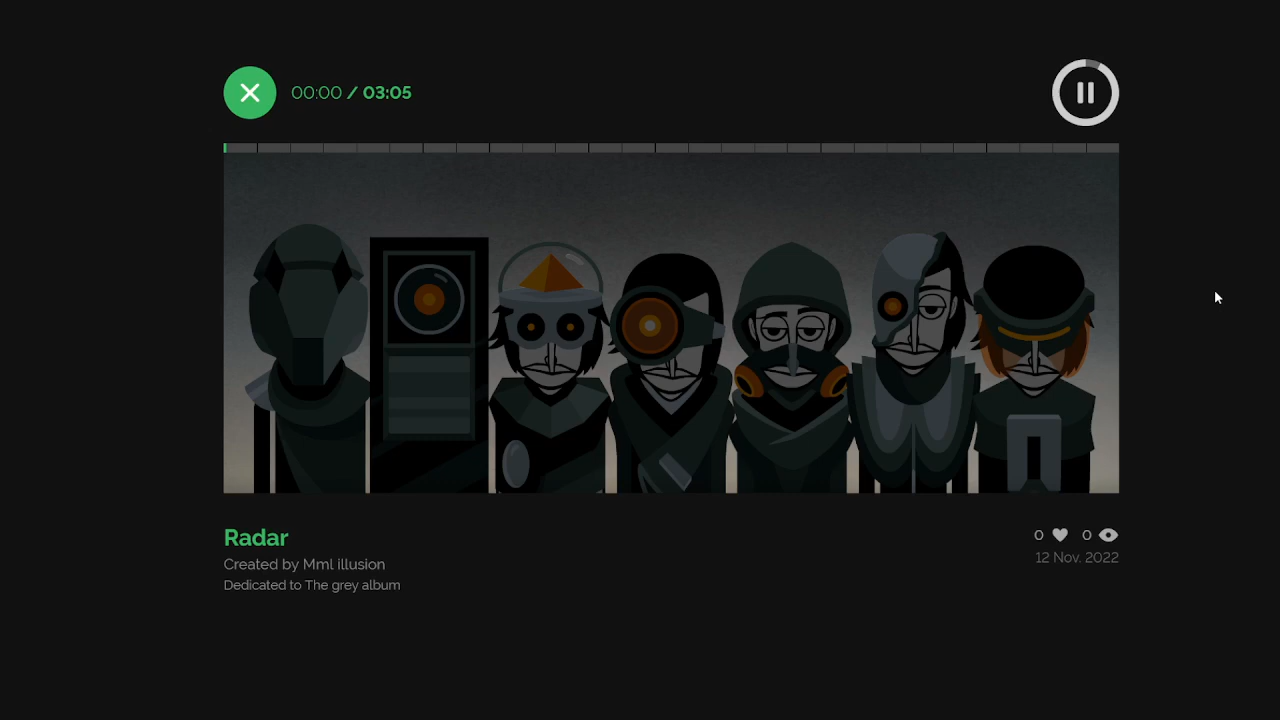 00:00 / 03:05
Radar
Created by Mml illusion
Dedicated to The grey album
0 0
12 Nov. 2022